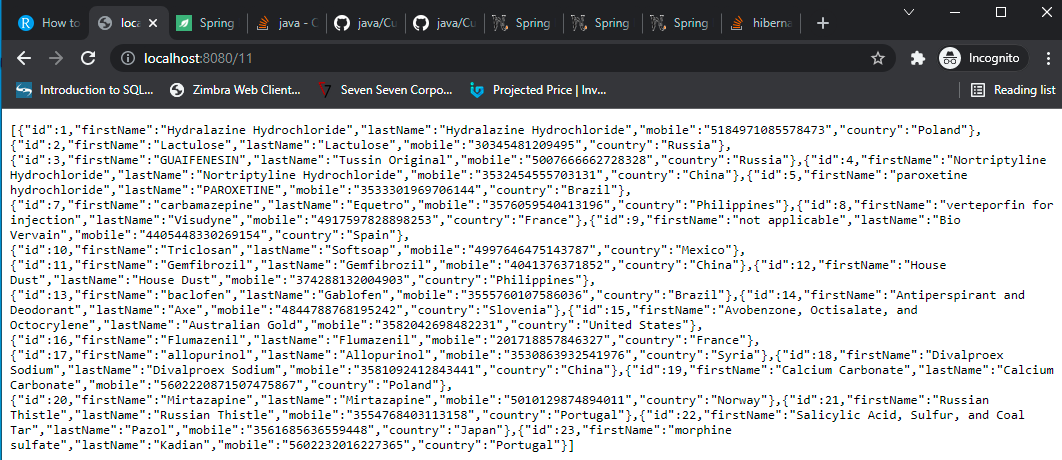 How to
loca
Spring
java - C
java/Cu
java/Cu
Spring
Spring
Spring
hiberna
localhost:8080/11
Incognito
Introduction to SQL...
Zimbra Web Client...
Seven Seven Corpo...
Projected Price | Inv...
Reading list
[{"id":1,"firstName":"Hydralazine Hydrochloride","lastName":"Hydralazine Hydrochloride","mobile":"5184971085578473","country":"Poland"},
{"id":2,"firstName":"Lactulose","lastName":"Lactulose","mobile":"30345481209495","country":"Russia"},
{"id":3,"firstName":"GUAIFENESIN","lastName":"Tussin Original","mobile":"5007666662728328","country":"Russia"},{"id":4,"firstName":"Nortriptyline
Hydrochloride","lastName":"Nortriptyline Hydrochloride","mobile":"3532454555703131","country":"China"},{"id":5,"firstName":"paroxetine
hydrochloride","lastName":"PAROXETINE","mobile":"3533301969706144","country":"Brazil"},
{"id":7,"firstName":"carbamazepine","lastName":"Equetro","mobile":"3576059540413196","country":"Philippines"},{"id":8,"firstName":"verteporfin for
injection","lastName":"Visudyne","mobile":"4917597828898253","country":"France"},{"id":9,"firstName":"not applicable","lastName":"Bio
Vervain","mobile":"4405448330269154","country":"Spain"},
{"id":10,"firstName":"Triclosan","lastName":"Softsoap","mobile":"4997646475143787","country":"Mexico"},
{"id":11,"firstName":"Gemfibrozil","lastName":"Gemfibrozil","mobile":"4041376371852","country":"China"},{"id":12,"firstName":"House
Dust","lastName":"House Dust","mobile":"374288132004903","country":"Philippines"},
{"id":13,"firstName":"baclofen","lastName":"Gablofen","mobile":"3555760107586036","country":"Brazil"},{"id":14,"firstName":"Antiperspirant and
Deodorant","lastName":"Axe","mobile":"4844788768195242","country":"Slovenia"},{"id":15,"firstName":"Avobenzone, Octisalate, and
Octocrylene","lastName":"Australian Gold","mobile":"3582042698482231","country":"United States"},
{"id":16,"firstName":"Flumazenil","lastName":"Flumazenil","mobile":"201718857846327","country":"France"},
{"id":17,"firstName":"allopurinol","lastName":"Allopurinol","mobile":"3530863932541976","country":"Syria"},{"id":18,"firstName":"Divalproex
Sodium","lastName":"Divalproex Sodium","mobile":"3581092412843441","country":"China"},{"id":19,"firstName":"Calcium Carbonate","lastName":"Calcium
Carbonate","mobile":"5602220871507475867","country":"Poland"},
{"id":20,"firstName":"Mirtazapine","lastName":"Mirtazapine","mobile":"5010129874894011","country":"Norway"},{"id":21,"firstName":"Russian
Thistle","lastName":"Russian Thistle","mobile":"3554768403113158","country":"Portugal"},{"id":22,"firstName":"Salicylic Acid, Sulfur, and Coal
Tar","lastName":"Pazol","mobile":"3561685636559448","country":"Japan"},{"id":23,"firstName":"morphine
sulfate","lastName":"Kadian","mobile":"5602232016227365","country":"Portugal"}]